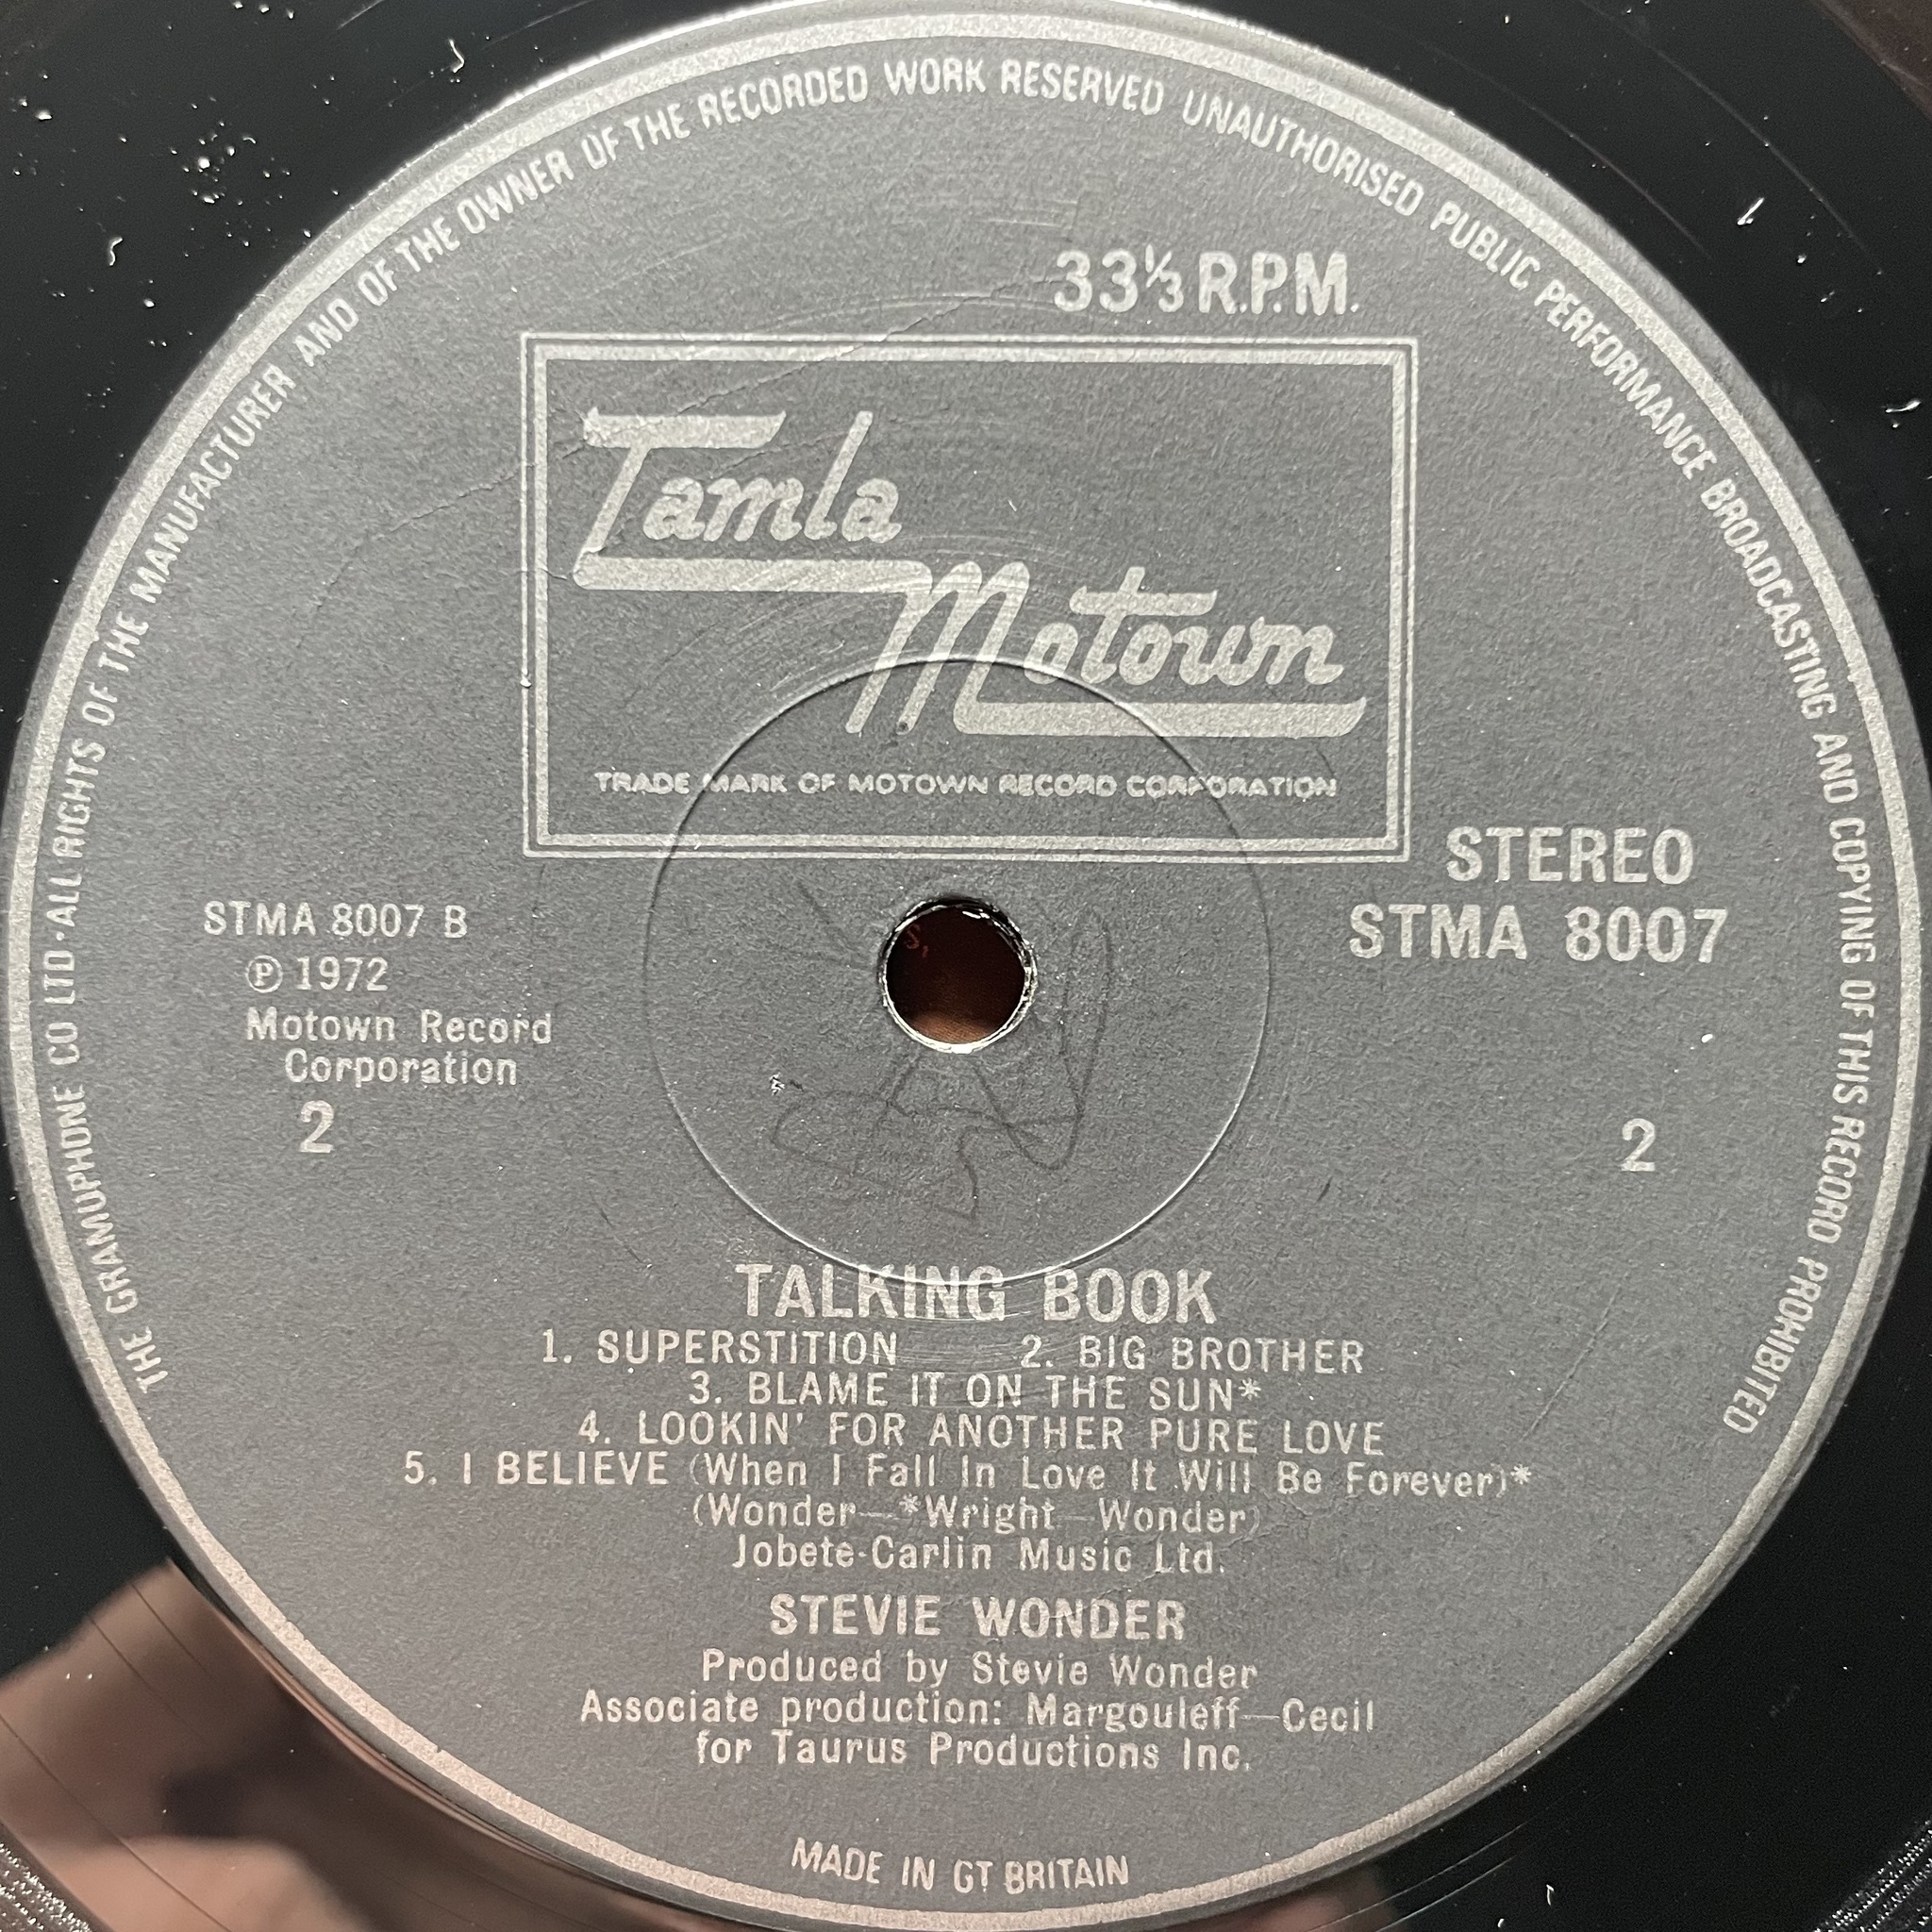 THE GRAMOPHONE CO LTD·ALL RIGHTS OF THE MANUFACTURER AND OF THE OWNER OF THE RECORDED WORK RESERVED UNAUTHORISED PUBLIC PERFORMANCE BROADCASTING AND COPYING OF THIS RECORD PROHIBITED
33⅓ R.P.M.
Tamla
Motown
TRADE MARK OF MOTOWN RECORD CORPORATION
STEREO
STMA 8007
STMA 8007 B
℗ 1972
Motown Record
Corporation
2
2
TALKING BOOK
1. SUPERSTITION 2. BIG BROTHER
3. BLAME IT ON THE SUN*
4. LOOKIN' FOR ANOTHER PURE LOVE
5. I BELIEVE (When I Fall In Love It Will Be Forever)*
(Wonder—*Wright—Wonder)
Jobete-Carlin Music Ltd.
STEVIE WONDER
Produced by Stevie Wonder
Associate production: Margouleff—Cecil
for Taurus Productions Inc.
MADE IN GT BRITAIN